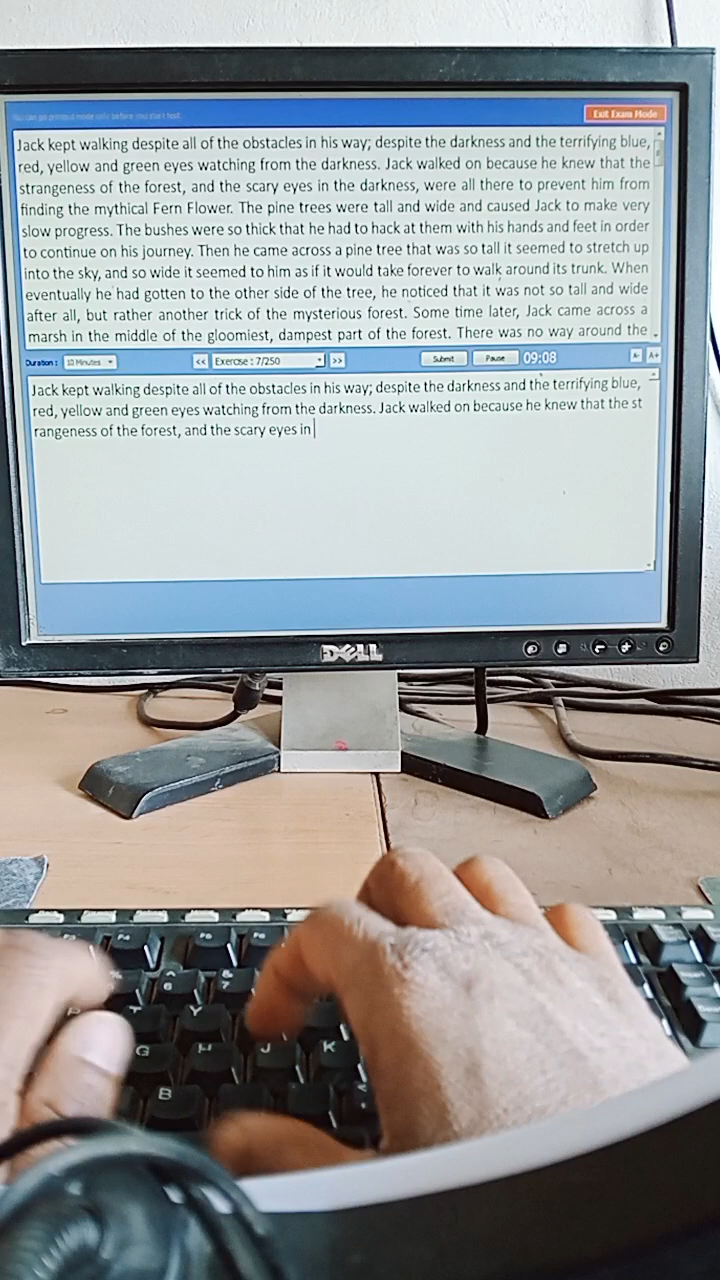 You can go previous mode only before you start test.
Exit Exam Mode
Jack kept walking despite all of the obstacles in his way; despite the darkness and the terrifying blue,
red, yellow and green eyes watching from the darkness. Jack walked on because he knew that the
strangeness of the forest, and the scary eyes in the darkness, were all there to prevent him from
finding the mythical Fern Flower. The pine trees were tall and wide and caused Jack to make very
slow progress. The bushes were so thick that he had to hack at them with his hands and feet in order
to continue on his journey. Then he came across a pine tree that was so tall it seemed to stretch up
into the sky, and so wide it seemed to him as if it would take forever to walk around its trunk. When
eventually he had gotten to the other side of the tree, he noticed that it was not so tall and wide
after all, but rather another trick of the mysterious forest. Some time later, Jack came across a
marsh in the middle of the gloomiest, dampest part of the forest. There was no way around the
Duration : 10 Minutes << Exercise : 7/250 >> Submit Pause 09:08 A- A+
Jack kept walking despite all of the obstacles in his way; despite the darkness and the terrifying blue,
red, yellow and green eyes watching from the darkness. Jack walked on because he knew that the st
rangeness of the forest, and the scary eyes in
DELL
F4
^ 6 & 7
T Y
G H J K
B